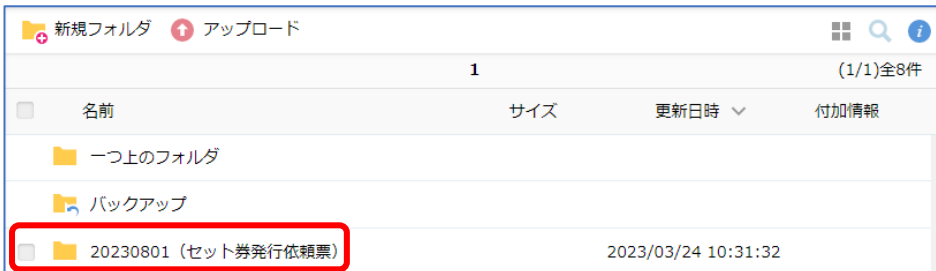 新規フォルダ アップロード
1 (1/1)全8件
名前 サイズ 更新日時 付加情報
一つ上のフォルダ
バックアップ
20230801（セット券発行依頼票） 2023/03/24 10:31:32